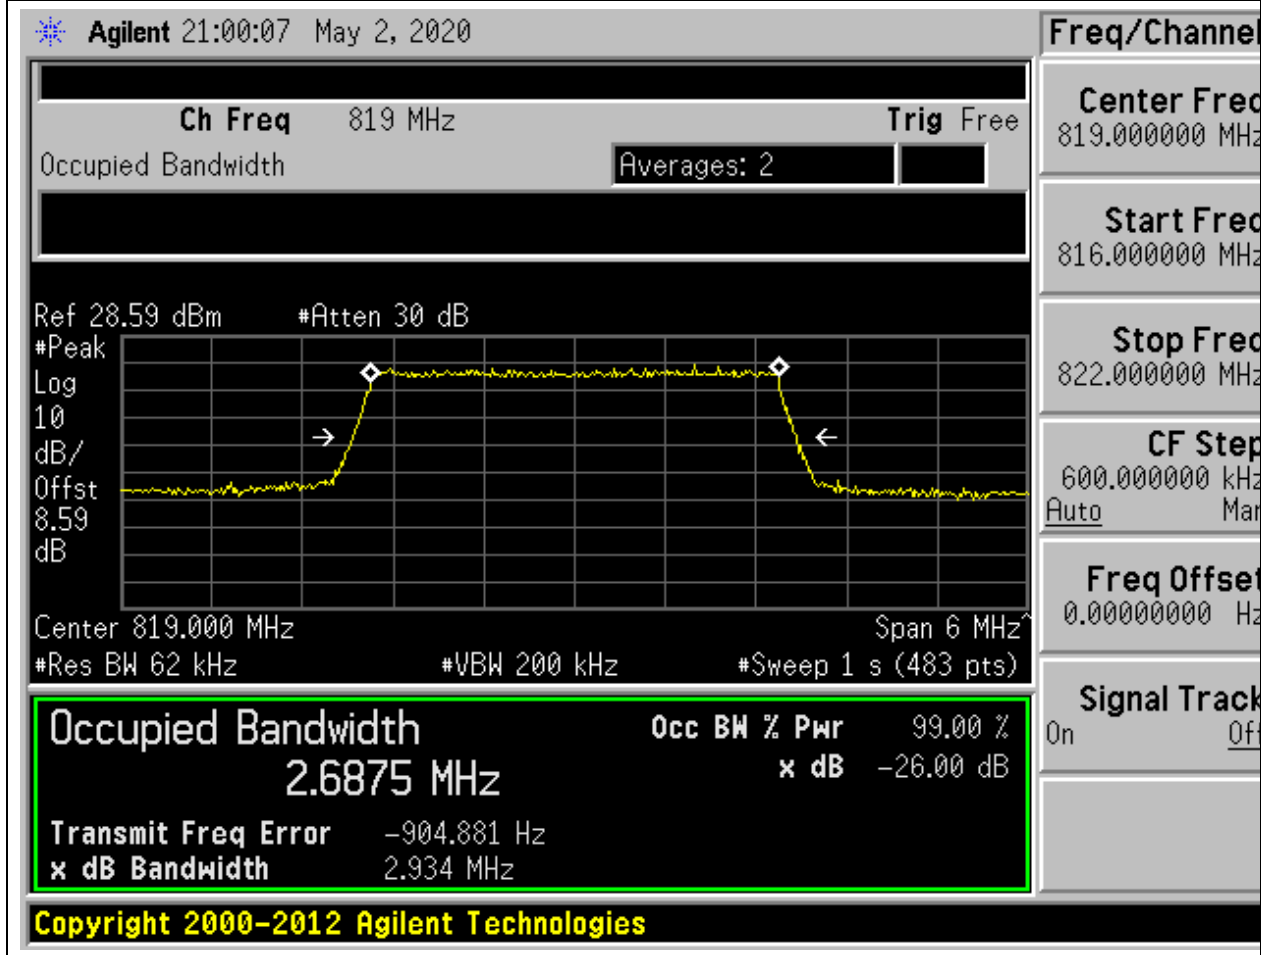 Agilent 21:00:07 May 2, 2020
Freq/Channel
Ch Freq 819 MHz Trig Free
Occupied Bandwidth Averages: 2
Center Freq
819.000000 MHz
Start Freq
816.000000 MHz
Stop Freq
822.000000 MHz
CF Step
600.000000 kHz
Auto Man
Freq Offset
0.00000000 Hz
Signal Track
On Off
Ref 28.59 dBm #Atten 30 dB
#Peak
Log
10
dB/
Offst
8.59
dB
Center 819.000 MHz Span 6 MHz^
#Res BW 62 kHz #VBW 200 kHz #Sweep 1 s (483 pts)
Occupied Bandwidth Occ BW % Pwr 99.00 %
2.6875 MHz x dB -26.00 dB
Transmit Freq Error -904.881 Hz
x dB Bandwidth 2.934 MHz
Copyright 2000-2012 Agilent Technologies